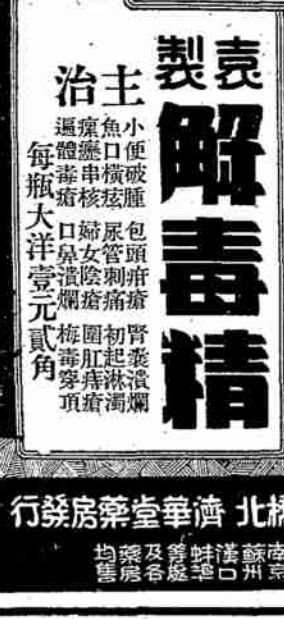 袁製
解毒精
主治
小便破腫 包頭疳瘡 腎囊潰爛
魚口橫痃 尿管刺痛 初起淋濁
瘰癧串核 婦女陰瘡 圍肛痔瘡
遍體毒瘡 口鼻潰爛 梅毒穿頂
每瓶大洋壹元貳角
橋北 濟華堂藥房發行
南京蘇州漢口蚌埠等處及各藥房均售